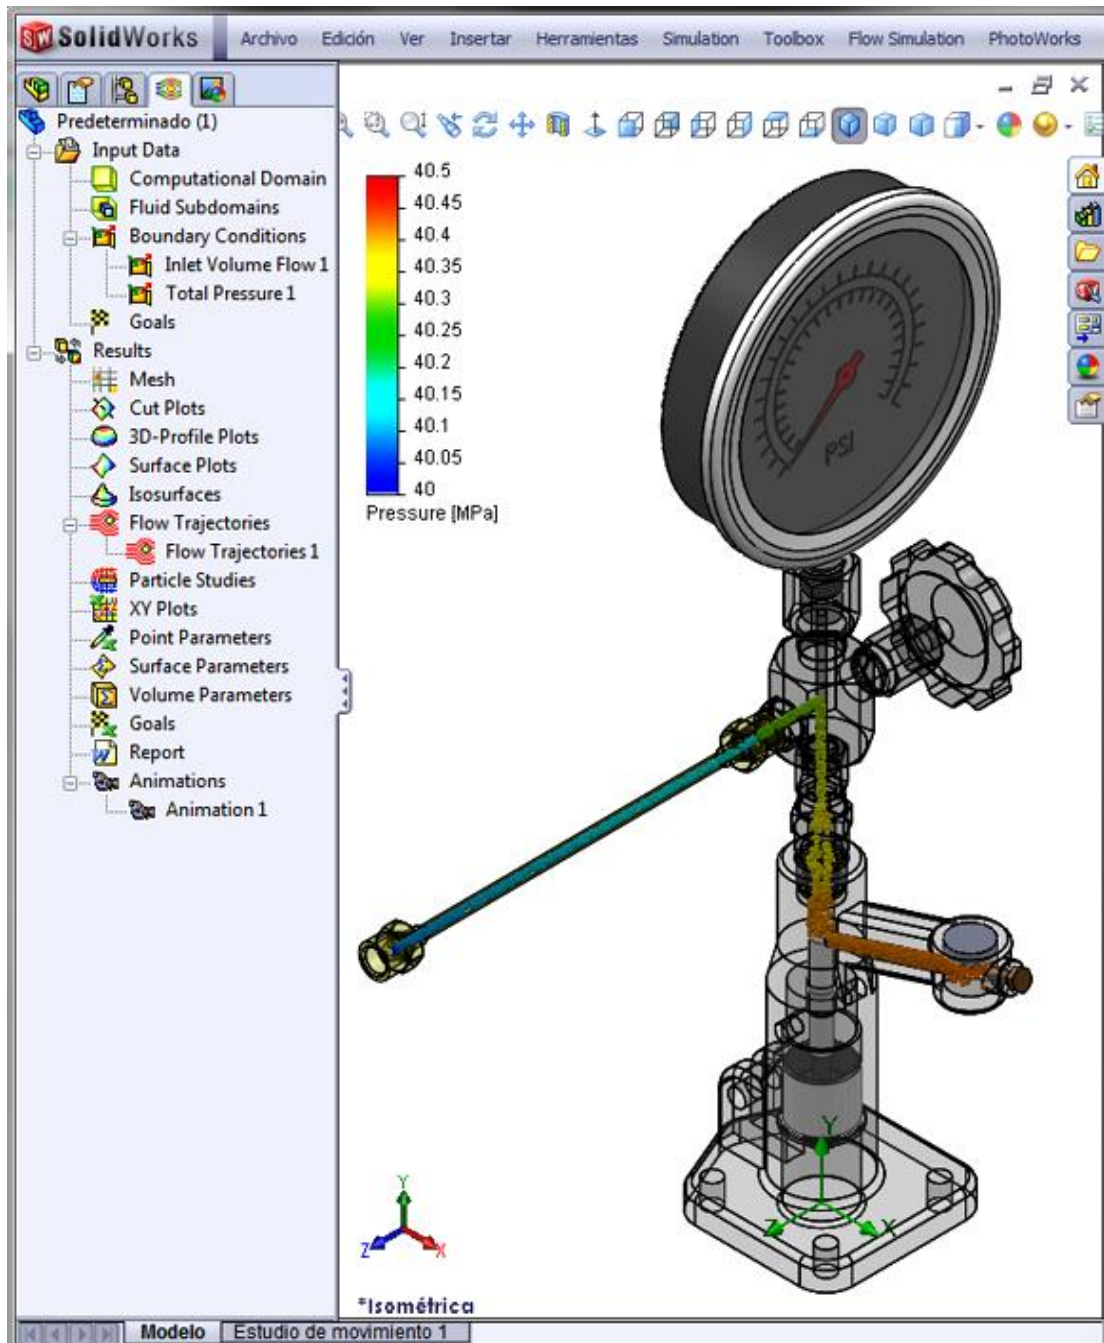 SolidWorks Archivo Edición Ver Insertar Herramientas Simulation Toolbox Flow Simulation PhotoWorks
Predeterminado (1)
Input Data
Computational Domain
Fluid Subdomains
Boundary Conditions
Inlet Volume Flow 1
Total Pressure 1
Goals
Results
Mesh
Cut Plots
3D-Profile Plots
Surface Plots
Isosurfaces
Flow Trajectories
Flow Trajectories 1
Particle Studies
XY Plots
Point Parameters
Surface Parameters
Volume Parameters
Goals
Report
Animations
Animation 1
40.5
40.45
40.4
40.35
40.3
40.25
40.2
40.15
40.1
40.05
40
Pressure [MPa]
PSI
Y
Z
X
Y
Z
X
*Isométrica
Modelo Estudio de movimiento 1